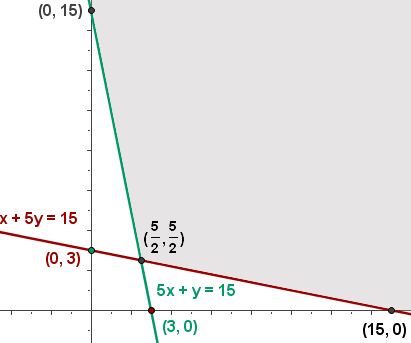 (0, 15)
x + 5y = 15
(5/2, 5/2)
(0, 3)
5x + y = 15
(3, 0)
(15, 0)